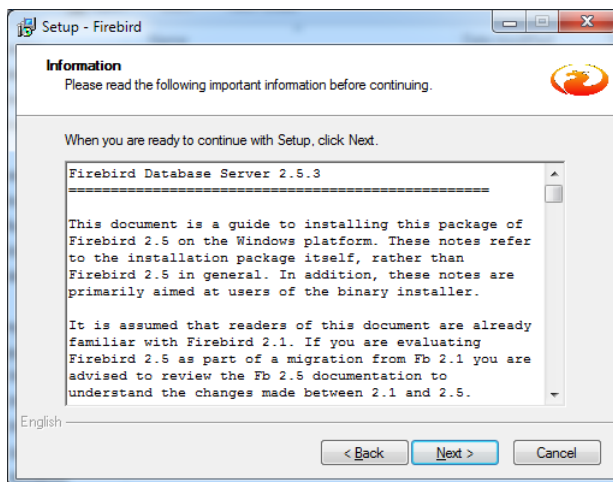 Setup - Firebird
Information
Please read the following important information before continuing.
When you are ready to continue with Setup, click Next.
Firebird Database Server 2.5.3
==================================================
This document is a guide to installing this package of
Firebird 2.5 on the Windows platform. These notes refer
to the installation package itself, rather than
Firebird 2.5 in general. In addition, these notes are
primarily aimed at users of the binary installer.
It is assumed that readers of this document are already
familiar with Firebird 2.1. If you are evaluating
Firebird 2.5 as part of a migration from Fb 2.1 you are
advised to review the Fb 2.5 documentation to
understand the changes made between 2.1 and 2.5.
English
< Back
Next >
Cancel